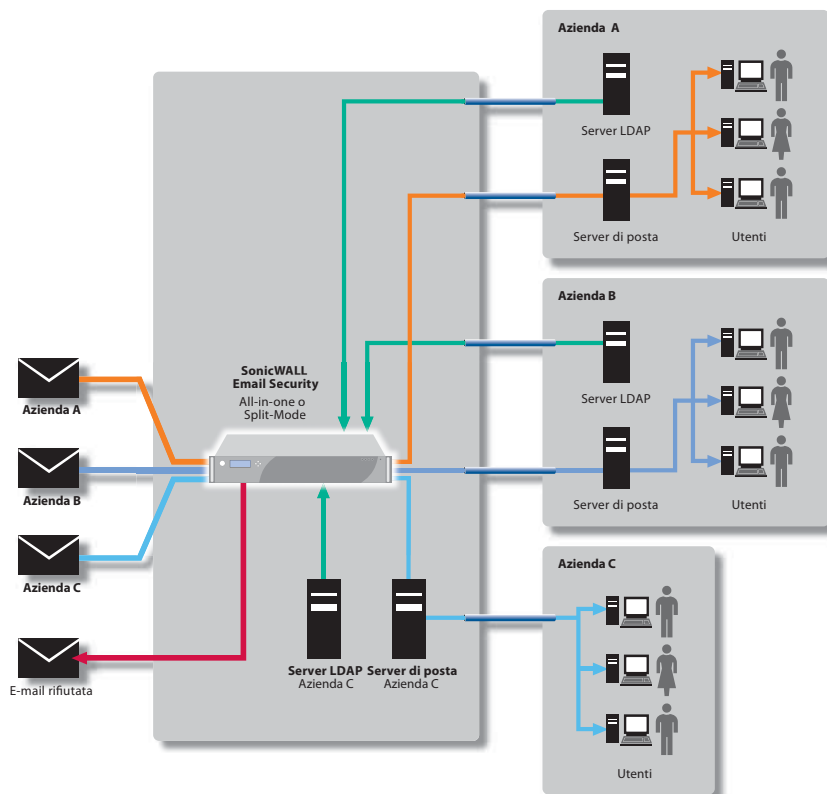 Azienda A
Server LDAP
Server di posta
Utenti
Azienda B
Server LDAP
Server di posta
Utenti
SonicWALL
Email Security
All-in-one o
Split-Mode
Azienda A
Azienda B
Azienda C
E-mail rifiutata
Server LDAP
Azienda C
Server di posta
Azienda C
Azienda C
Utenti